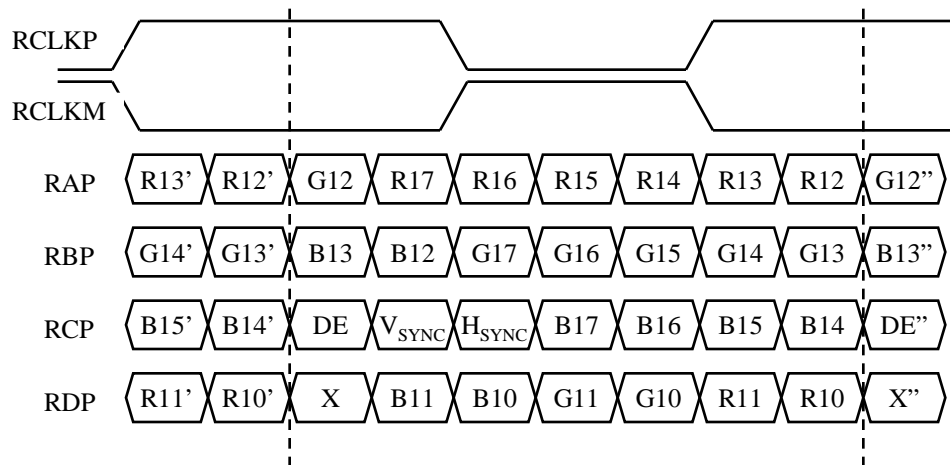 RCLKP
RCLKM
RAP R13’ R12’ G12 R17 R16 R15 R14 R13 R12 G12”
RBP G14’ G13’ B13 B12 G17 G16 G15 G14 G13 B13”
RCP B15’ B14’ DE VSYNC HSYNC B17 B16 B15 B14 DE”
RDP R11’ R10’ X B11 B10 G11 G10 R11 R10 X”